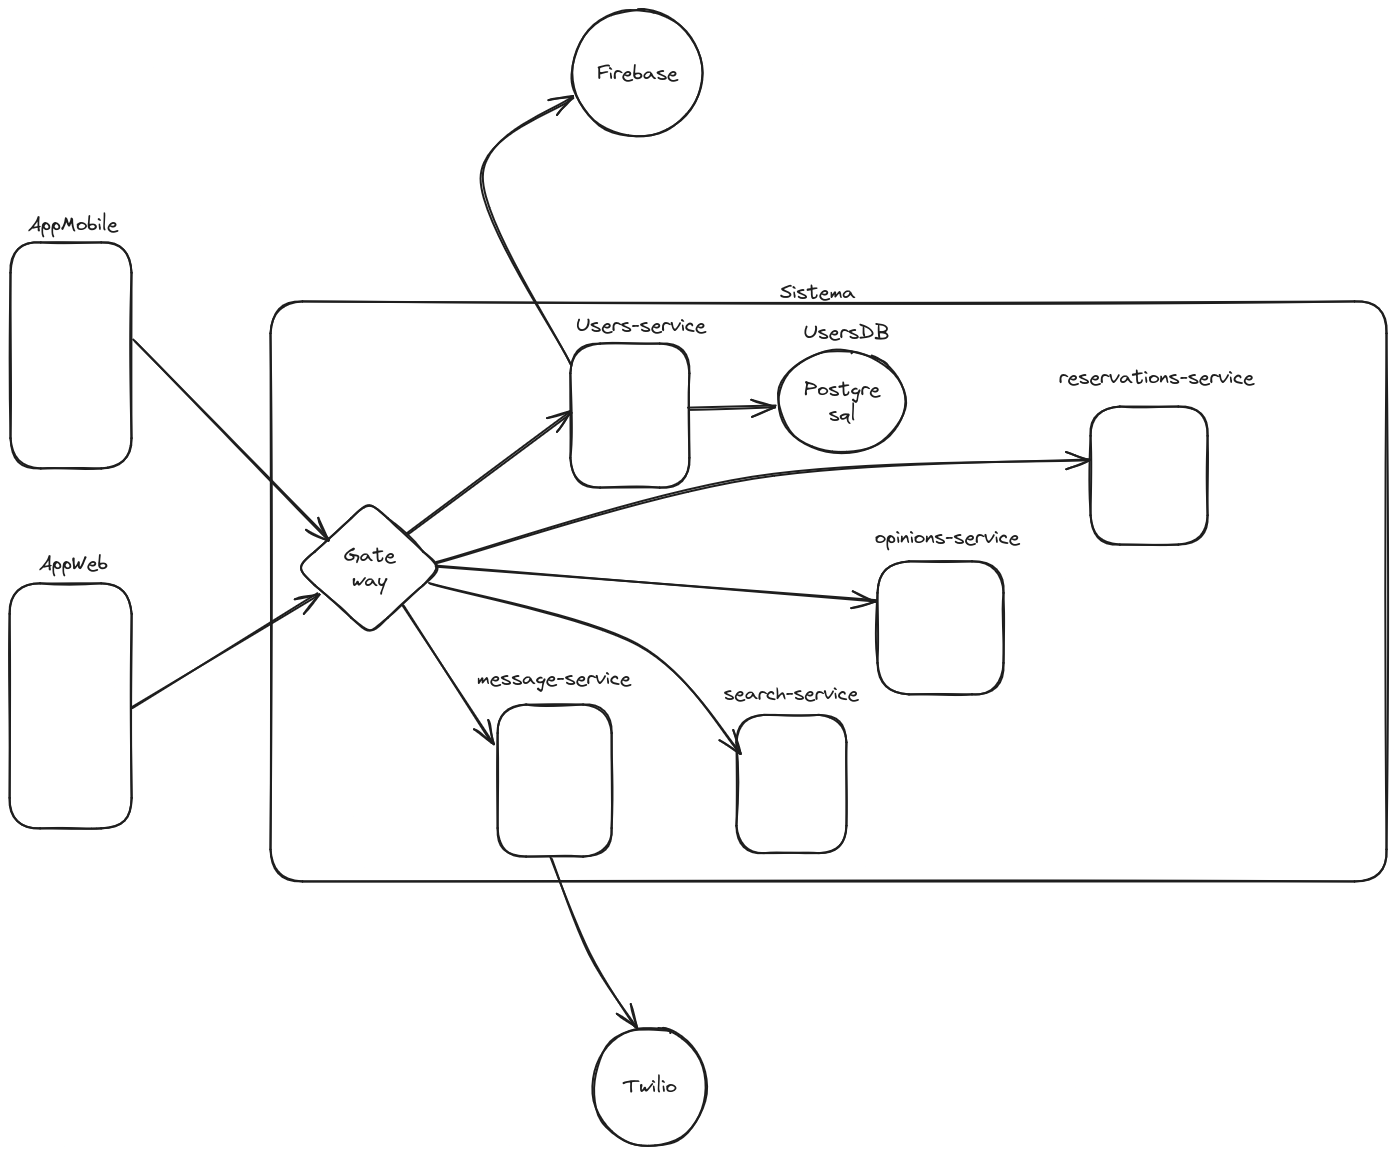 Firebase
AppMobile
Sistema
Users-service
UsersDB
Postgre
sql
reservations-service
AppWeb
Gate
way
opinions-service
message-service
search-service
Twilio